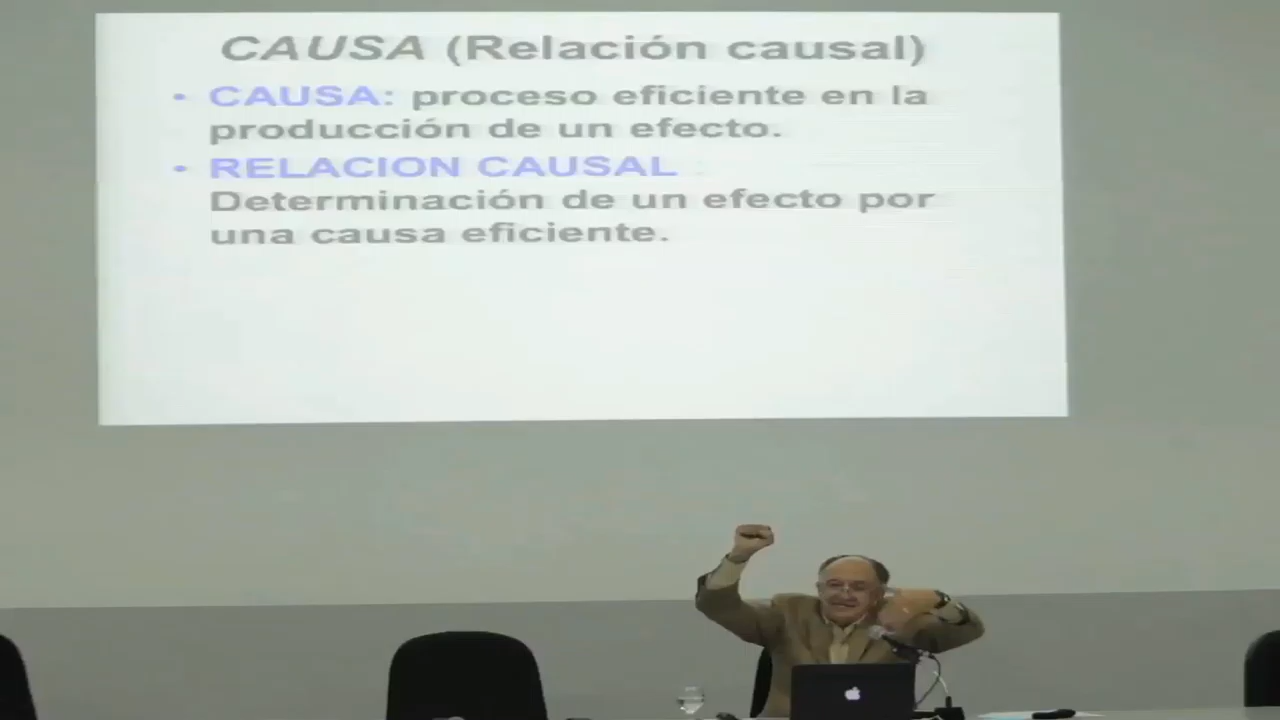 CAUSA (Relación causal)
• CAUSA: proceso eficiente en la
producción de un efecto.
• RELACION CAUSAL :
Determinación de un efecto por
una causa eficiente.